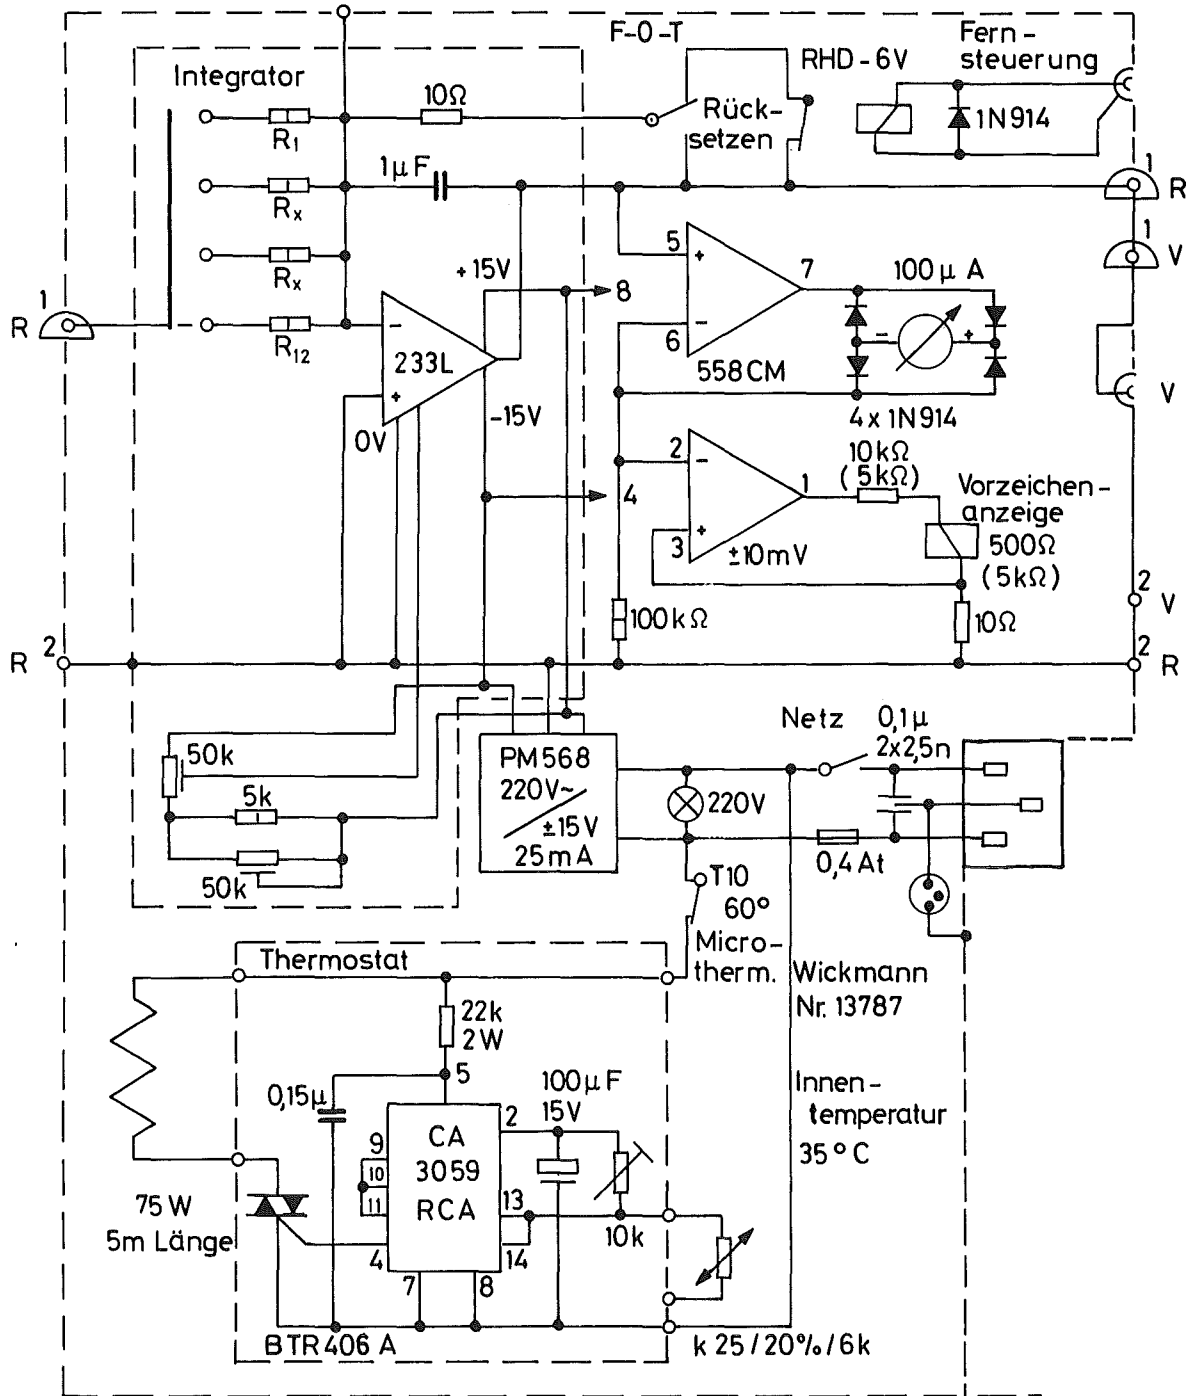 F-O-T
Integrator
R1
Rx
Rx
R12
10Ω
1μF
Rück-
setzen
RHD-6V
Fern-
steuerung
1N914
1
R
1
V
V
2
V
2
R
1
R
R
2
+15V
233L
-
+
0V
-15V
8
4
5
+
-
6
7
558CM
100μA
-
+
4x1N914
2
-
+
3
1
±10mV
10kΩ
(5kΩ)
Vorzeichen-
anzeige
500Ω
(5kΩ)
100kΩ
10Ω
50k
5k
50k
PM568
220V~
±15V
25mA
220V
Netz
0,1μ
2x2,5n
0,4At
T10
60°
Micro-
therm.
Wickmann
Nr. 13787
Innen-
temperatur
35°C
Thermostat
22k
2W
5
0,15μ
100μF
15V
2
CA
3059
RCA
9
10
11
13
14
4
7
8
10k
75W
5m Länge
BTR406A
k25/20%/6k